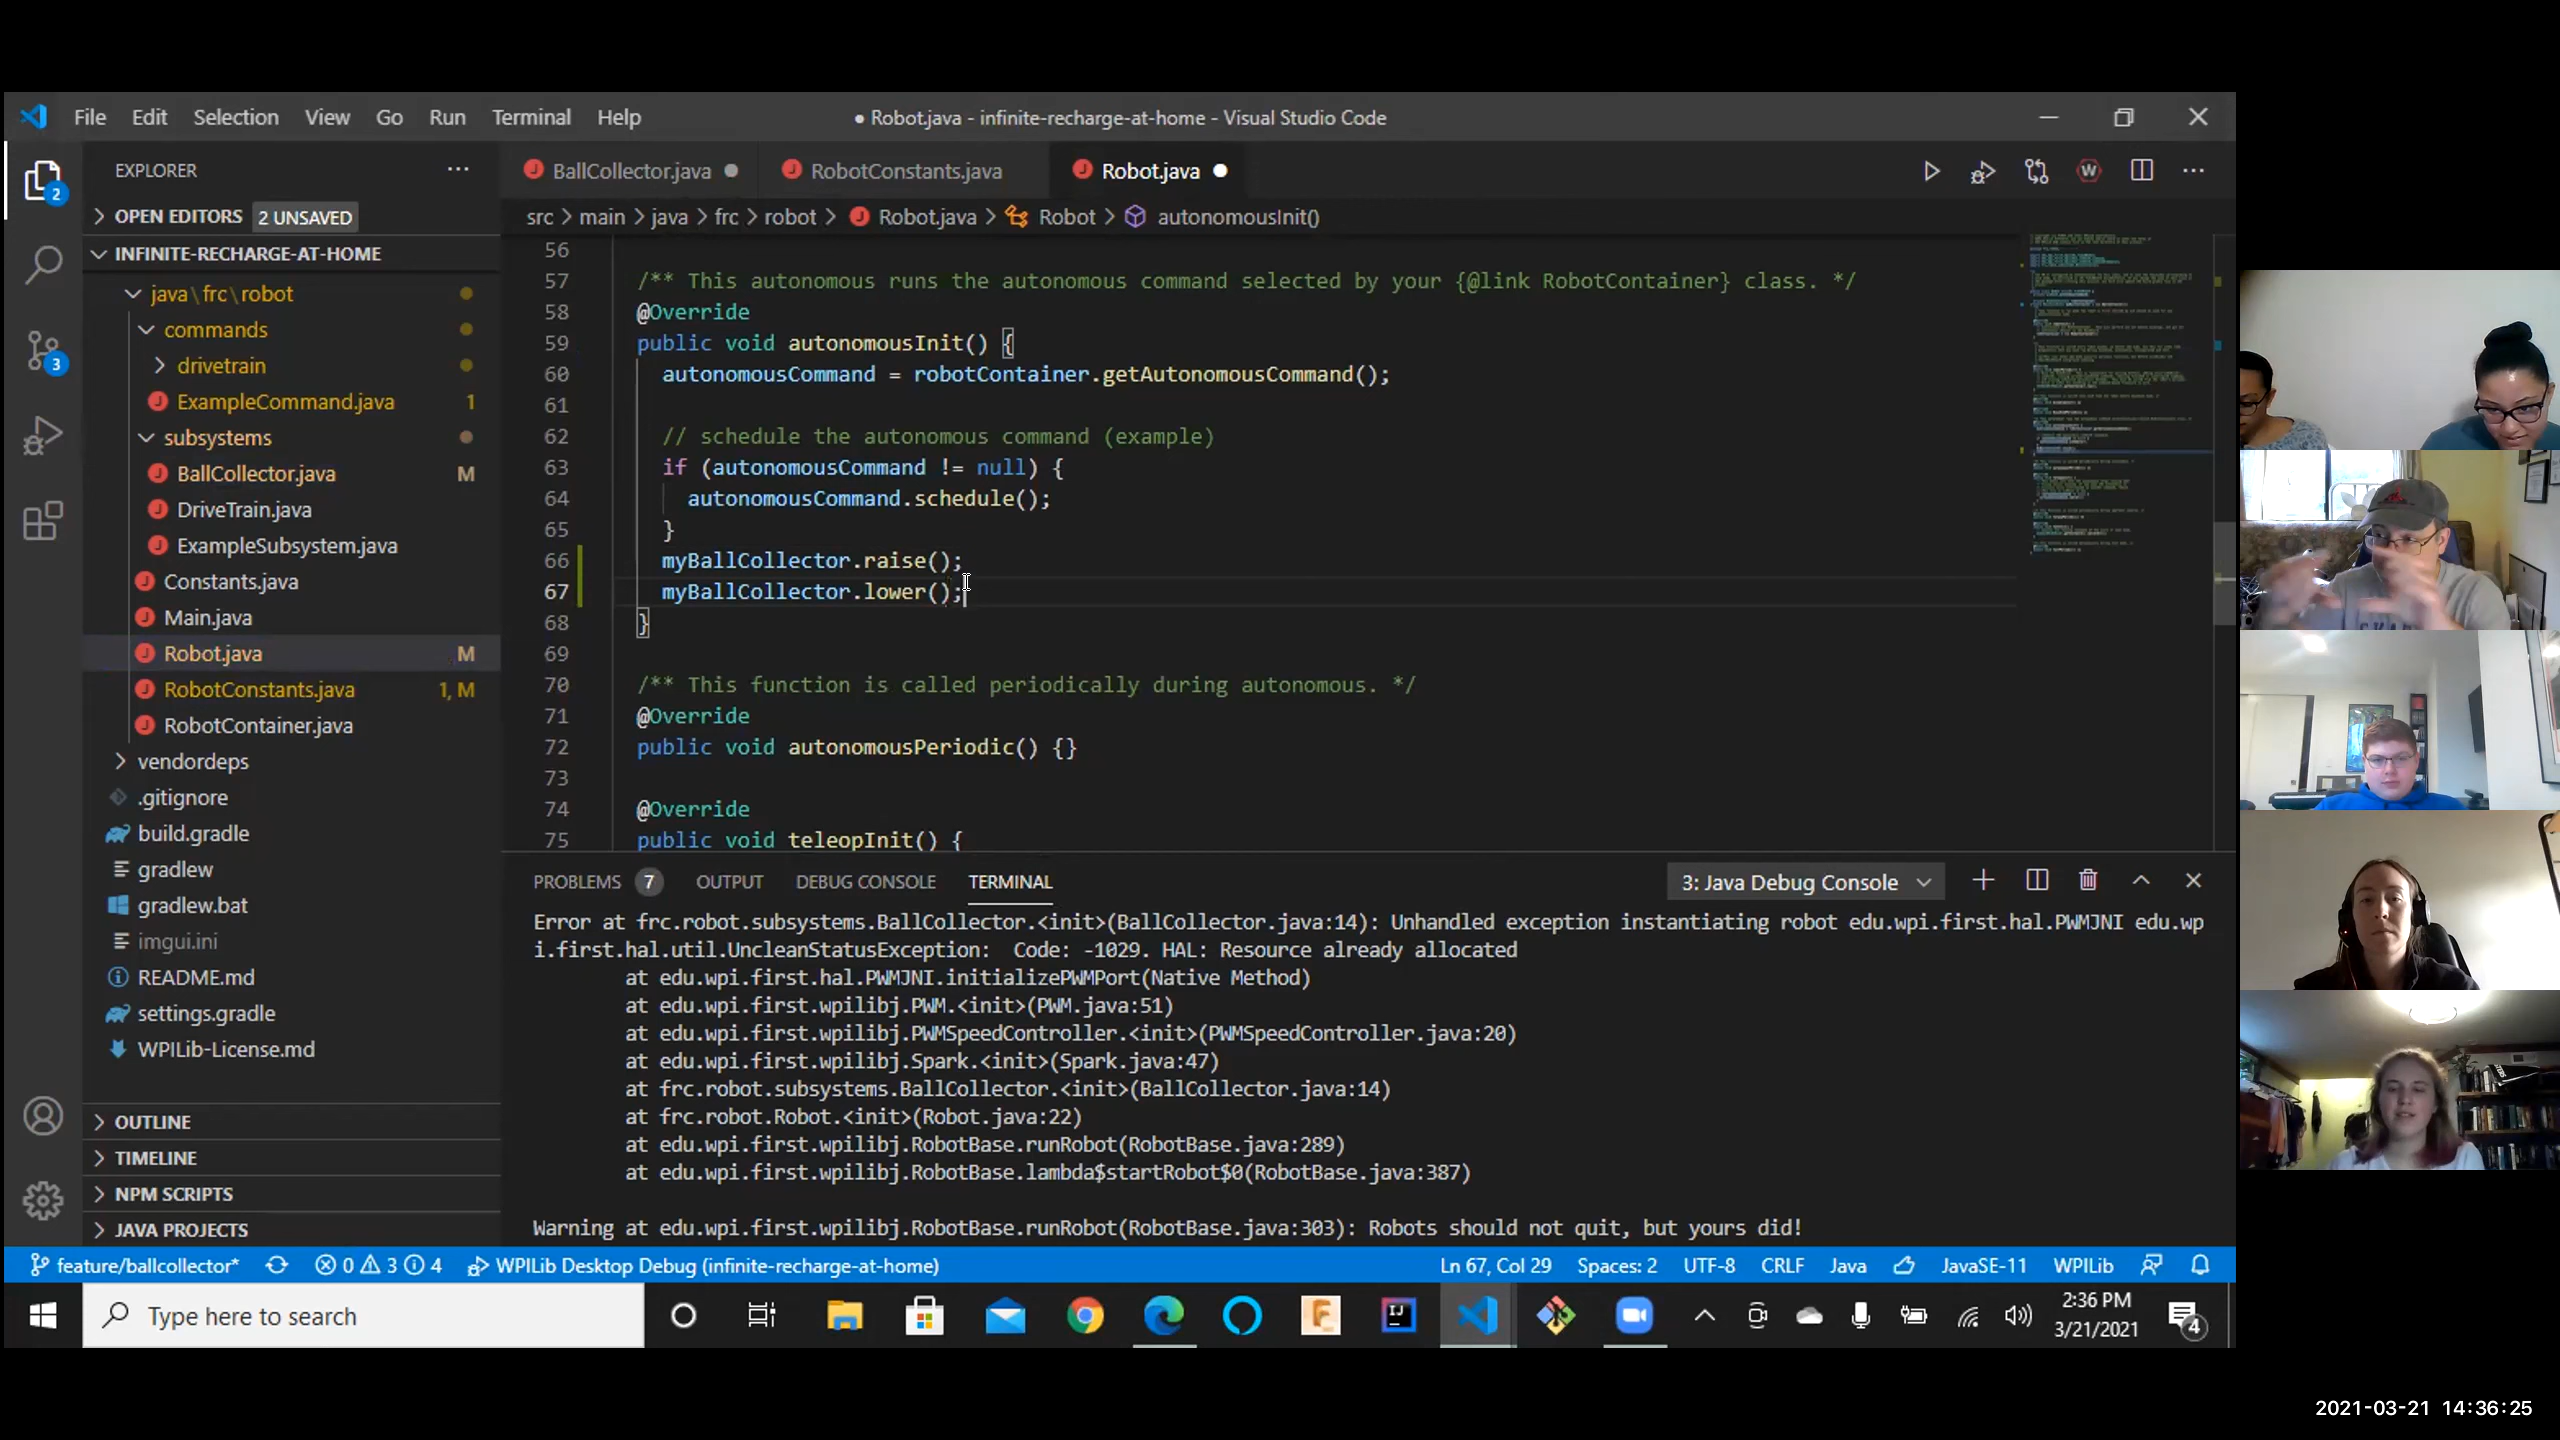 File Edit Selection View Go Run Terminal Help
● Robot.java - infinite-recharge-at-home - Visual Studio Code
EXPLORER
BallCollector.java
RobotConstants.java
Robot.java
OPEN EDITORS 2 UNSAVED
src > main > java > frc > robot > Robot.java > Robot > autonomousInit()
INFINITE-RECHARGE-AT-HOME
java\frc\robot
commands
drivetrain
ExampleCommand.java 1
subsystems
BallCollector.java M
DriveTrain.java
ExampleSubsystem.java
Constants.java
Main.java
Robot.java M
RobotConstants.java 1, M
RobotContainer.java
vendordeps
.gitignore
build.gradle
gradlew
gradlew.bat
imgui.ini
README.md
settings.gradle
WPILib-License.md
OUTLINE
TIMELINE
NPM SCRIPTS
JAVA PROJECTS
2
3
56
57 /** This autonomous runs the autonomous command selected by your {@link RobotContainer} class. */
58 @Override
59 public void autonomousInit() {
60 autonomousCommand = robotContainer.getAutonomousCommand();
61
62 // schedule the autonomous command (example)
63 if (autonomousCommand != null) {
64 autonomousCommand.schedule();
65 }
66 myBallCollector.raise();
67 myBallCollector.lower();
68 }
69
70 /** This function is called periodically during autonomous. */
71 @Override
72 public void autonomousPeriodic() {}
73
74 @Override
75 public void teleopInit() {
PROBLEMS 7 OUTPUT DEBUG CONSOLE TERMINAL
3: Java Debug Console
Error at frc.robot.subsystems.BallCollector.<init>(BallCollector.java:14): Unhandled exception instantiating robot edu.wpi.first.hal.PWMJNI edu.wp
i.first.hal.util.UncleanStatusException:  Code: -1029. HAL: Resource already allocated
at edu.wpi.first.hal.PWMJNI.initializePWMPort(Native Method)
at edu.wpi.first.wpilibj.PWM.<init>(PWM.java:51)
at edu.wpi.first.wpilibj.PWMSpeedController.<init>(PWMSpeedController.java:20)
at edu.wpi.first.wpilibj.Spark.<init>(Spark.java:47)
at frc.robot.subsystems.BallCollector.<init>(BallCollector.java:14)
at frc.robot.Robot.<init>(Robot.java:22)
at edu.wpi.first.wpilibj.RobotBase.runRobot(RobotBase.java:289)
at edu.wpi.first.wpilibj.RobotBase.lambda$startRobot$0(RobotBase.java:387)
Warning at edu.wpi.first.wpilibj.RobotBase.runRobot(RobotBase.java:303): Robots should not quit, but yours did!
feature/ballcollector* 0 3 4 WPILib Desktop Debug (infinite-recharge-at-home)
Ln 67, Col 29 Spaces: 2 UTF-8 CRLF Java JavaSE-11 WPILib
Type here to search
2:36 PM
3/21/2021
4
2021-03-21 14:36:25